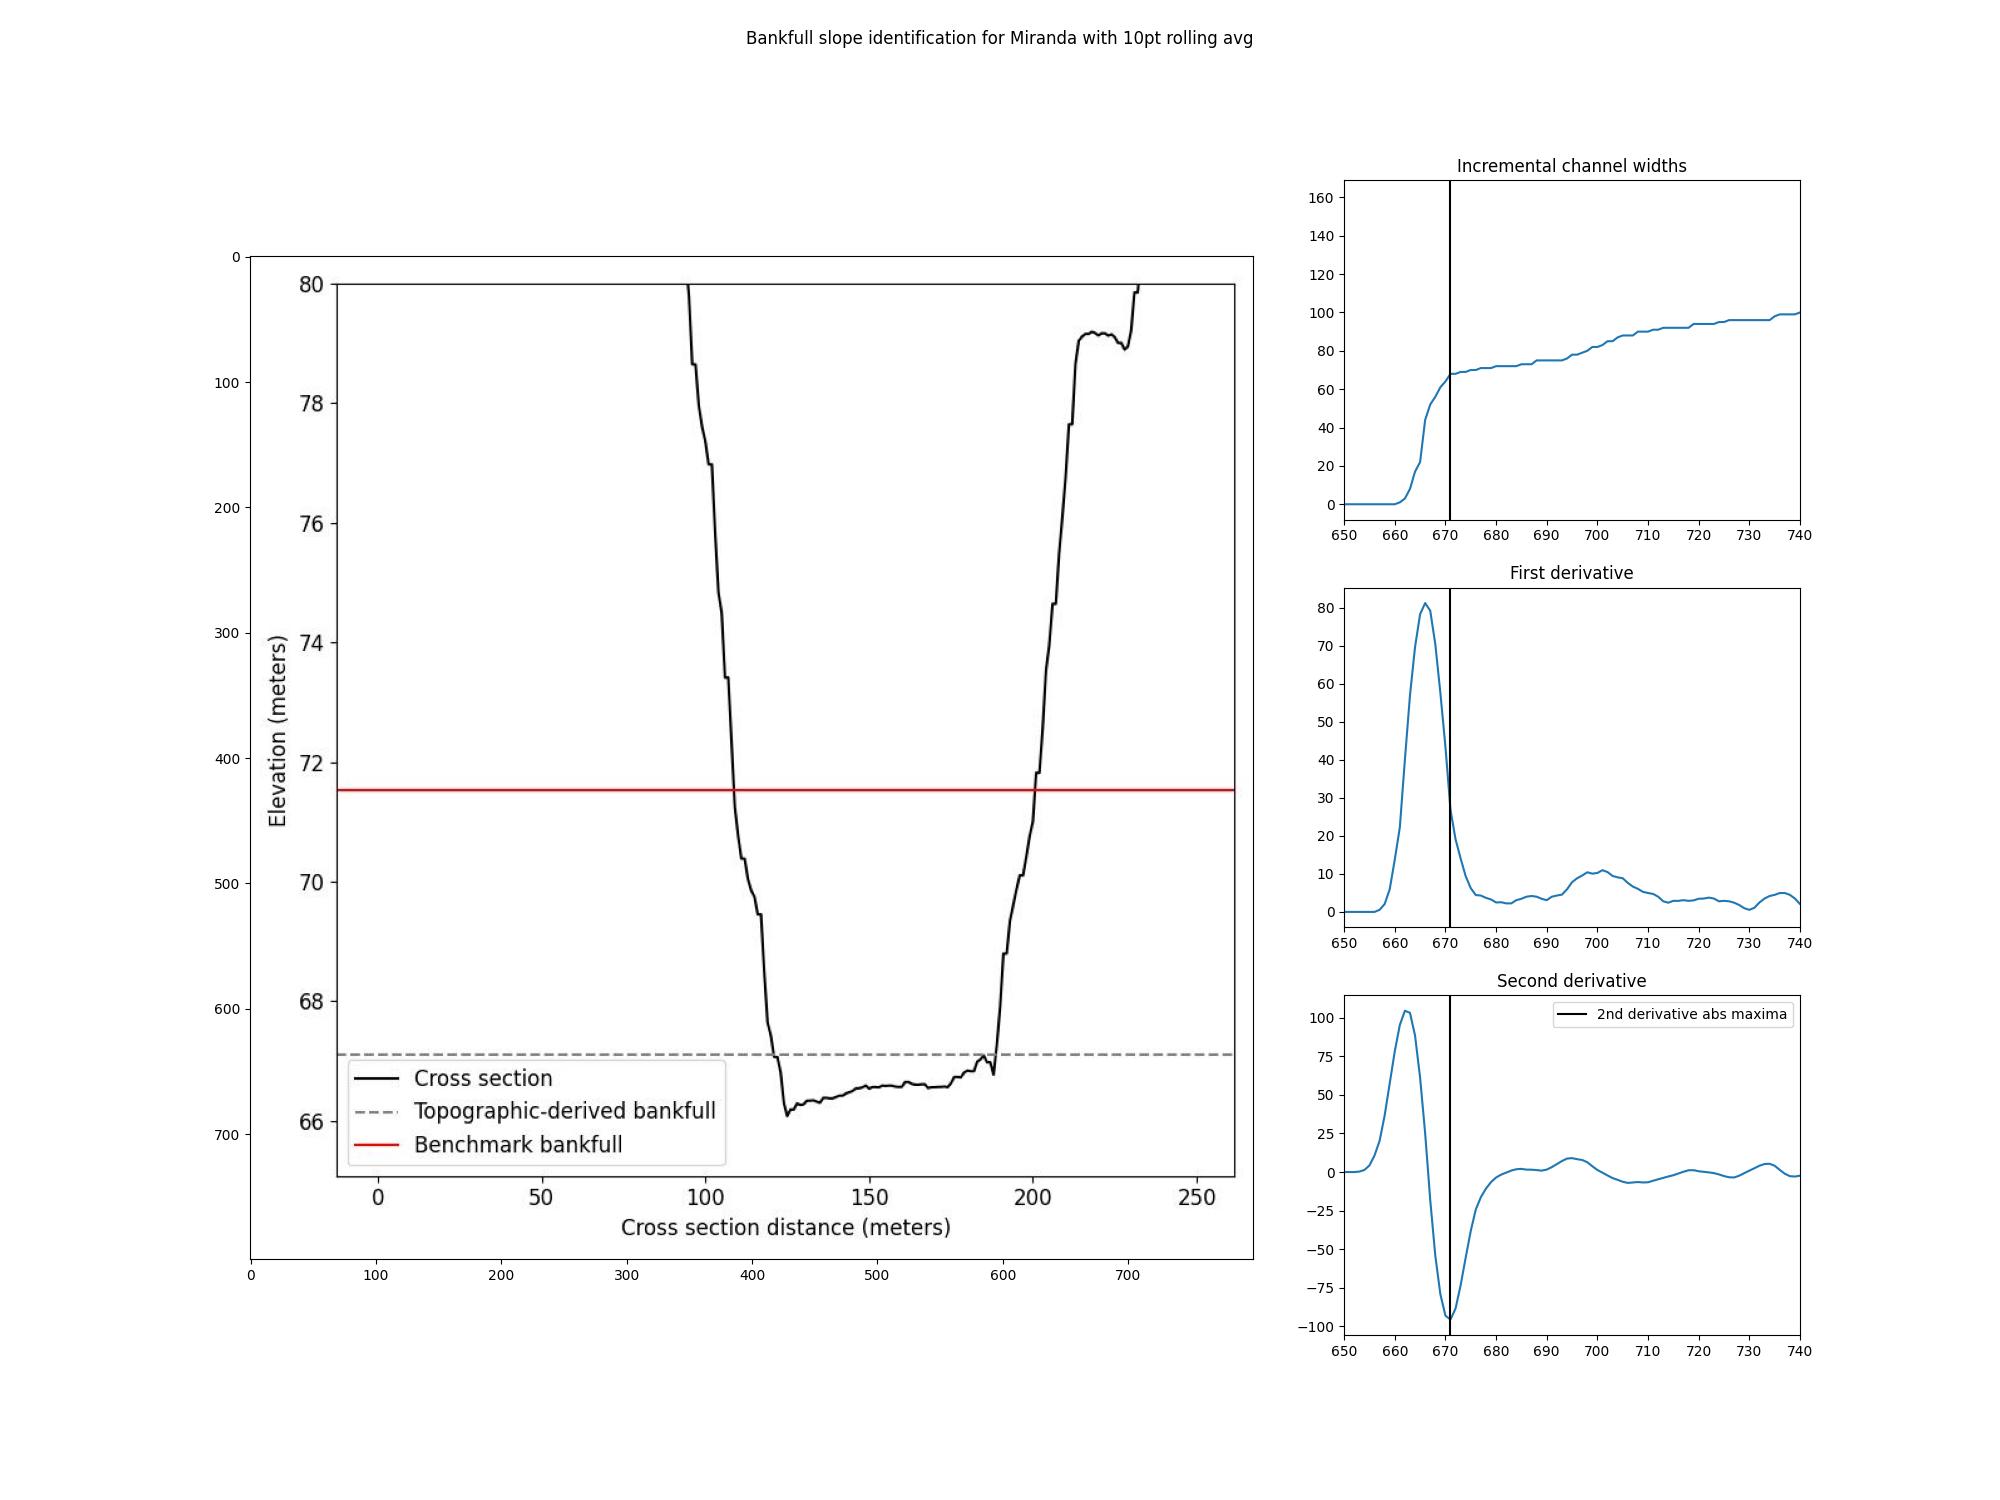 Bankfull slope identification for Miranda with 10pt rolling avg
0
100
200
300
400
500
600
700
80
78
76
74
72
70
68
66
Elevation (meters)
Cross section
Topographic-derived bankfull
Benchmark bankfull
0 50 100 150 200 250
Cross section distance (meters)
0 100 200 300 400 500 600 700
Incremental channel widths
160
140
120
100
80
60
40
20
0
650 660 670 680 690 700 710 720 730 740
First derivative
80
70
60
50
40
30
20
10
0
650 660 670 680 690 700 710 720 730 740
Second derivative
2nd derivative abs maxima
100
75
50
25
0
−25
−50
−75
−100
650 660 670 680 690 700 710 720 730 740